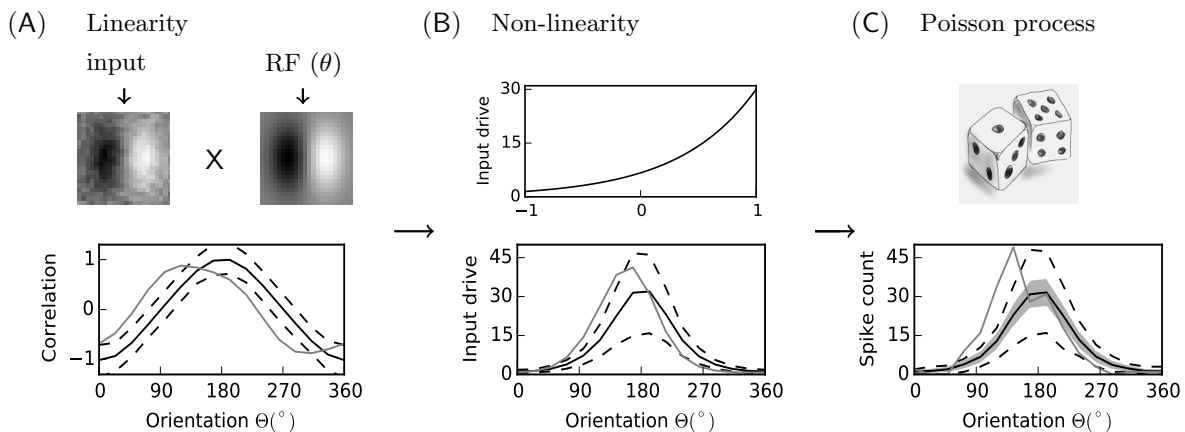 (A) Linearity
input
RF (θ)
↓
↓
X
1
0
−1
Correlation
0 90 180 270 360
Orientation Θ(°)
→
(B) Non-linearity
30
15
0
Input drive
−1 0 1
45
30
15
0
Input drive
0 90 180 270 360
Orientation Θ(°)
→
(C) Poisson process
45
30
15
0
Spike count
0 90 180 270 360
Orientation Θ(°)